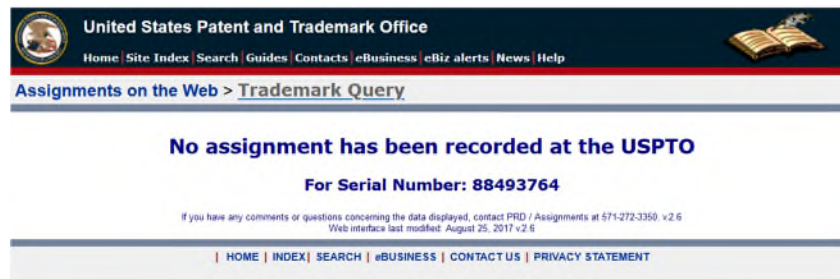 United States Patent and Trademark Office
Home|Site Index|Search|Guides|Contacts|eBusiness|eBiz alerts|News|Help
Assignments on the Web > Trademark Query
No assignment has been recorded at the USPTO
For Serial Number: 88493764
If you have any comments or questions concerning the data displayed, contact PRD / Assignments at 571-272-3350. v.2.6
Web interface last modified: August 25, 2017 v.2.6
| HOME | INDEX| SEARCH | eBUSINESS | CONTACT US | PRIVACY STATEMENT